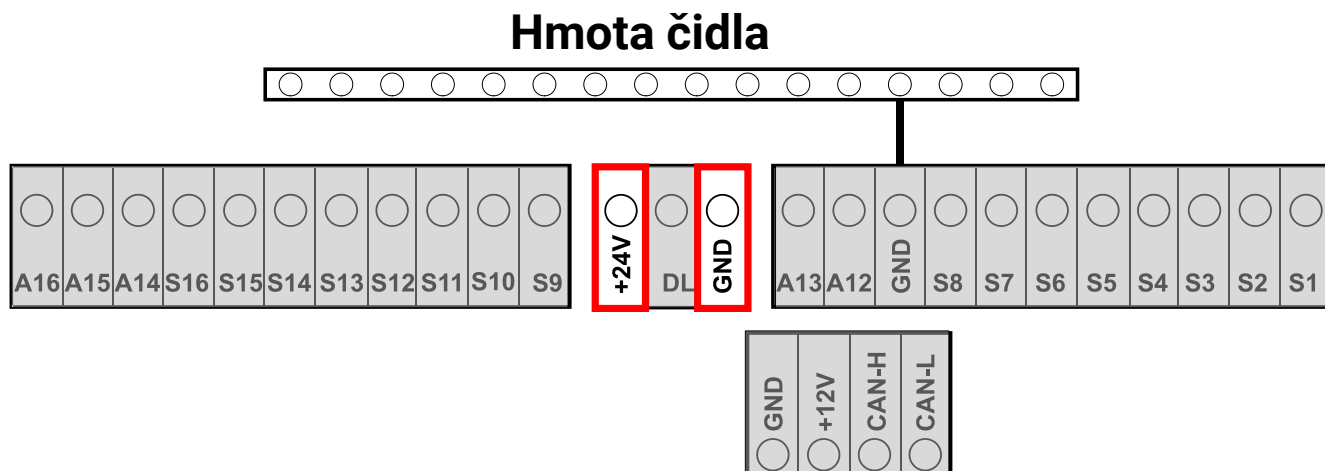 Hmota čidla
A16 A15 A14 S16 S15 S14 S13 S12 S11 S10 S9
+24V DL GND
A13 A12 GND S8 S7 S6 S5 S4 S3 S2 S1
GND +12V CAN-H CAN-L